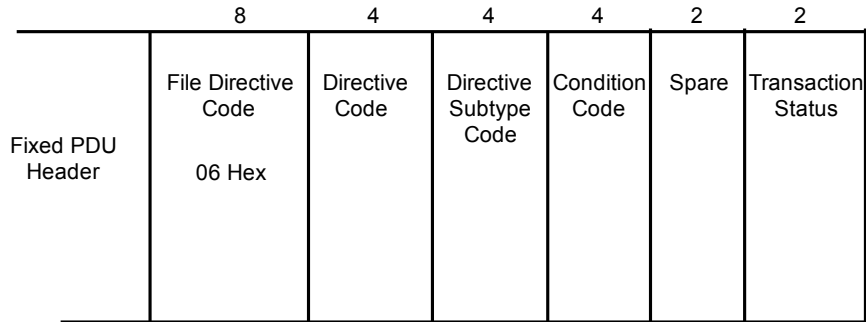 8 4 4 4 2 2
Fixed PDU
Header
File Directive
Code
06 Hex
Directive
Code
Directive
Subtype
Code
Condition
Code
Spare
Transaction
Status